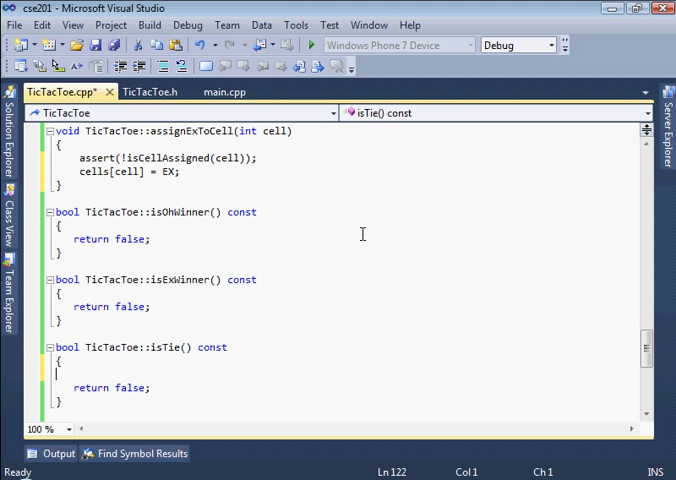 cse201 - Microsoft Visual Studio
File Edit View Project Build Debug Team Data Tools Test Window Help
Windows Phone 7 Device Debug
TicTacToe.cpp* TicTacToe.h main.cpp
TicTacToe isTie() const
void TicTacToe::assignExToCell(int cell)
{
assert(!isCellAssigned(cell));
cells[cell] = EX;
}
bool TicTacToe::isOhWinner() const
{
return false;
}
bool TicTacToe::isExWinner() const
{
return false;
}
bool TicTacToe::isTie() const
{
return false;
}
100 %
Output Find Symbol Results
Ready Ln 122 Col 1 Ch 1 INS
Solution Explorer
Class View
Team Explorer
Server Explorer